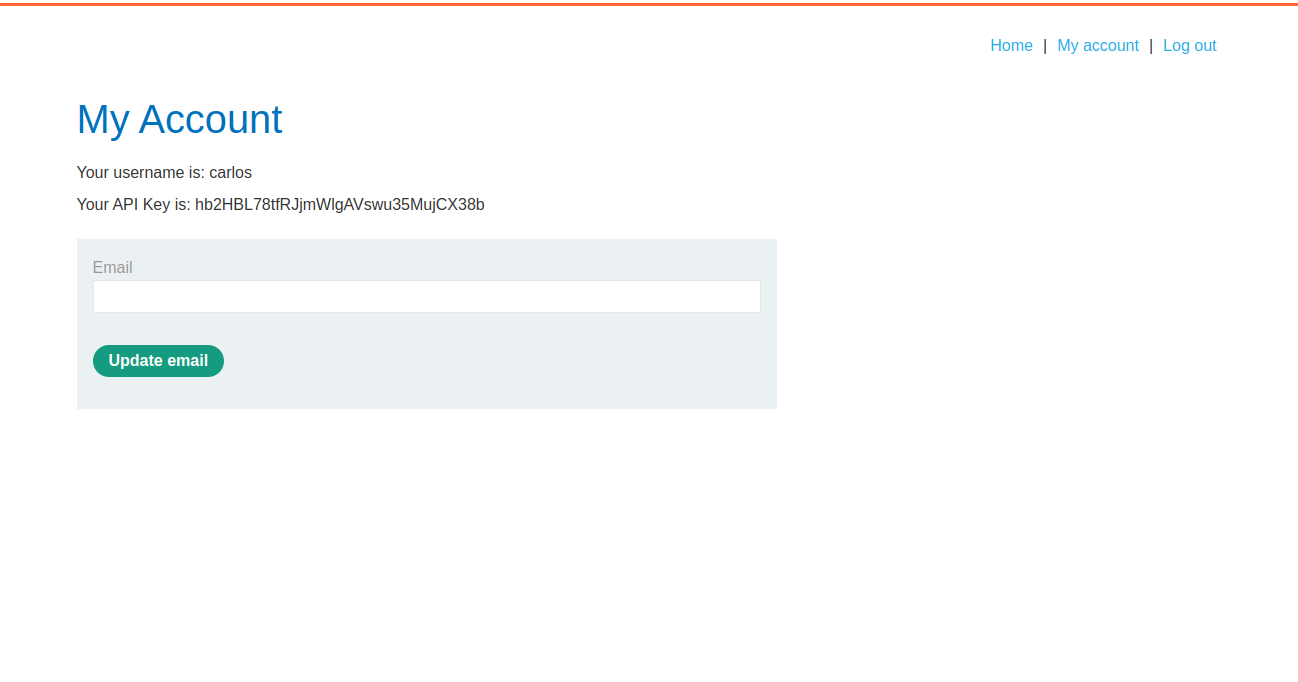 Home | My account | Log out
My Account
Your username is: carlos
Your API Key is: hb2HBL78tfRJjmWlgAVswu35MujCX38b
Email
Update email